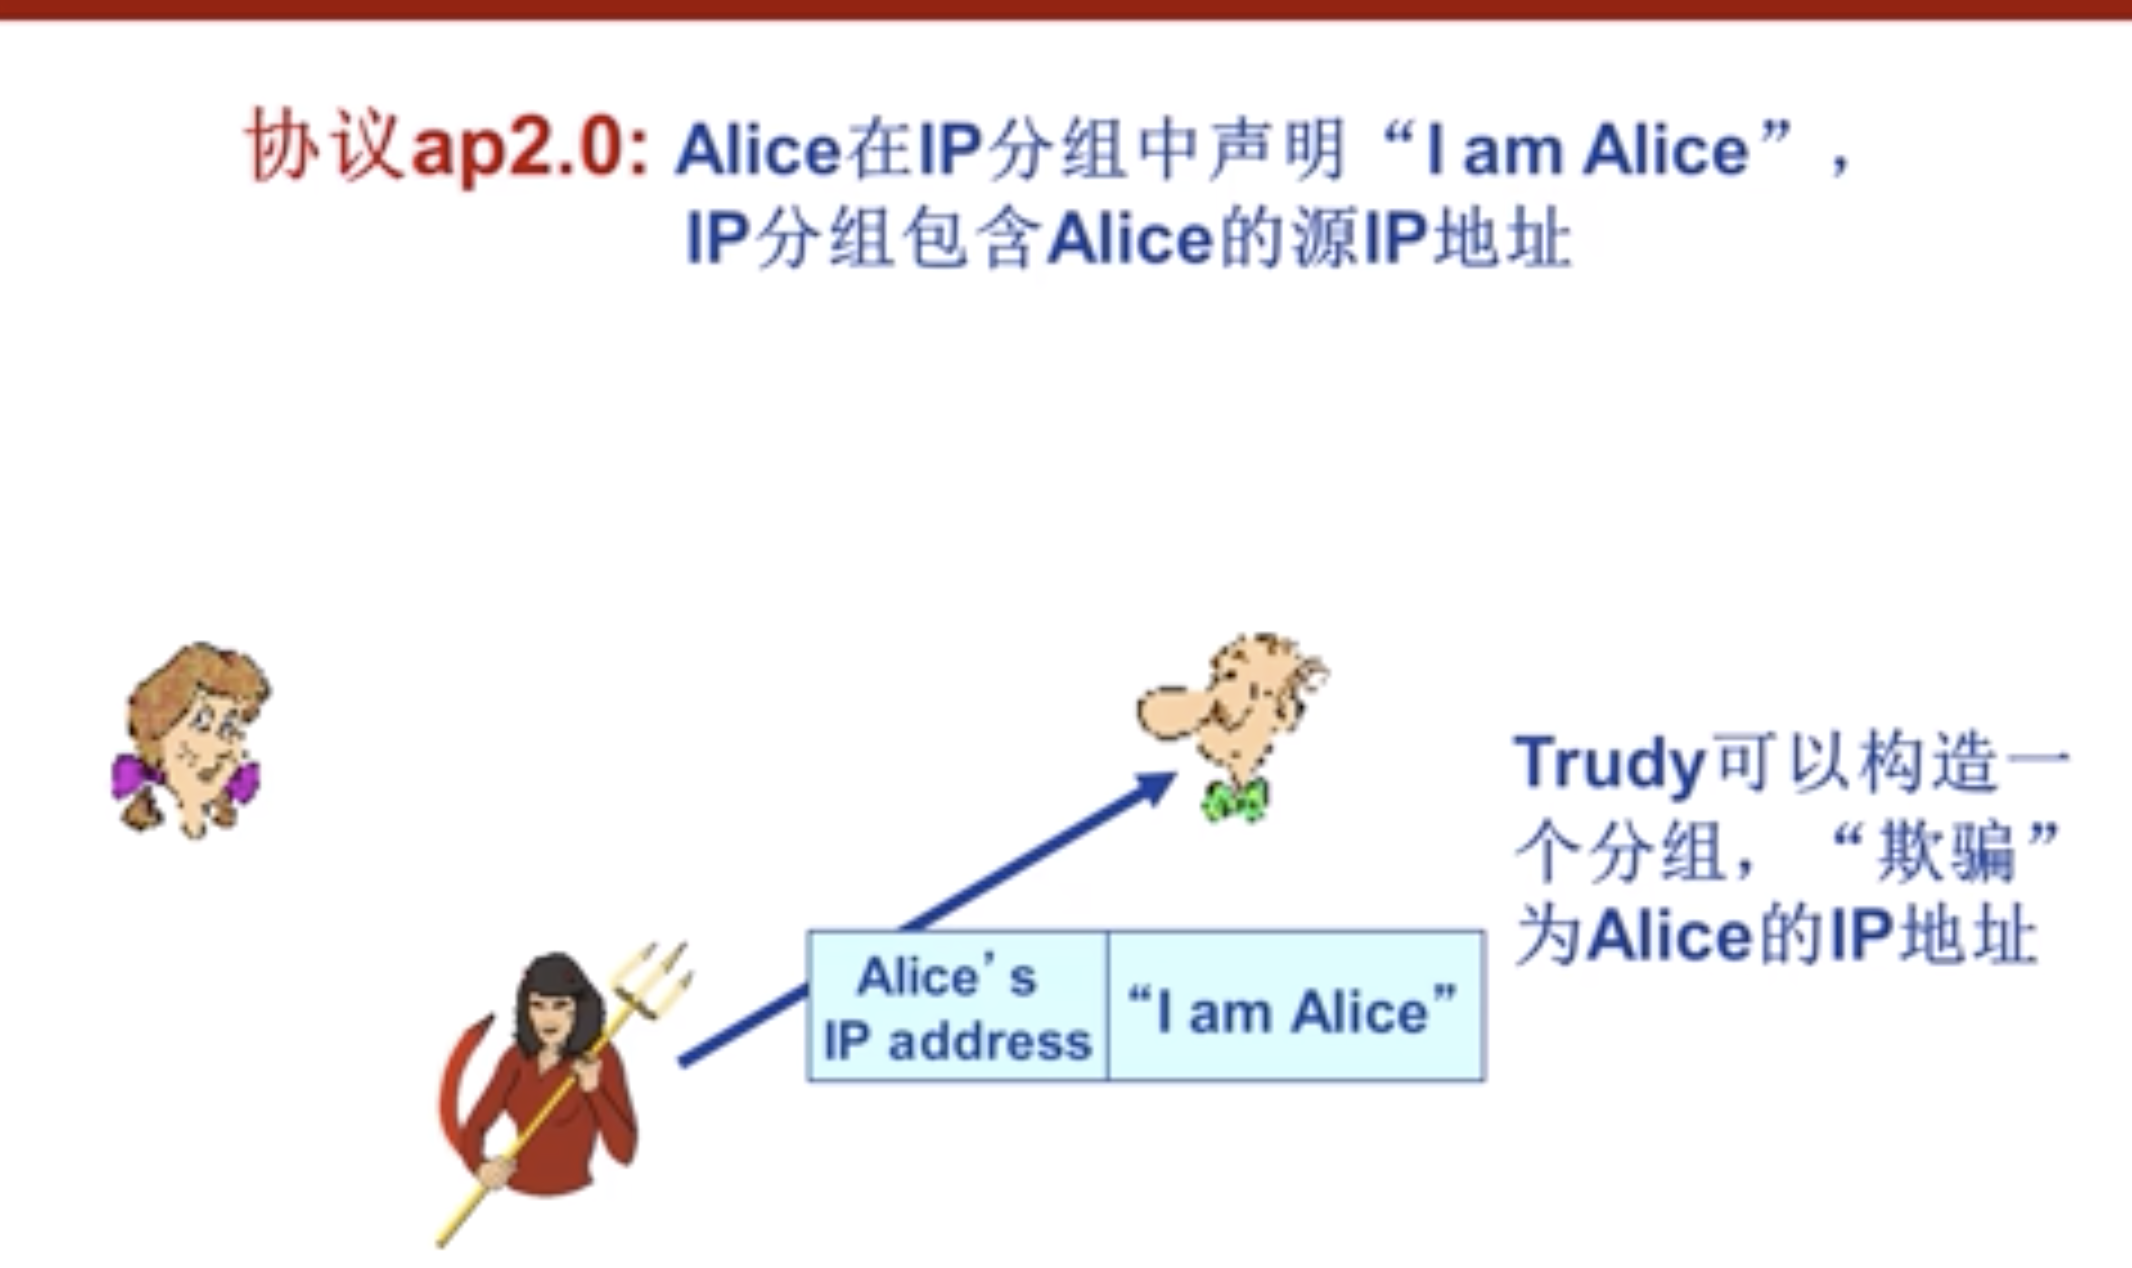 协议ap2.0: Alice在IP分组中声明“I am Alice”，
IP分组包含Alice的源IP地址
Trudy可以构造一
个分组，“欺骗”
为Alice的IP地址
Alice’s
IP address
“I am Alice”